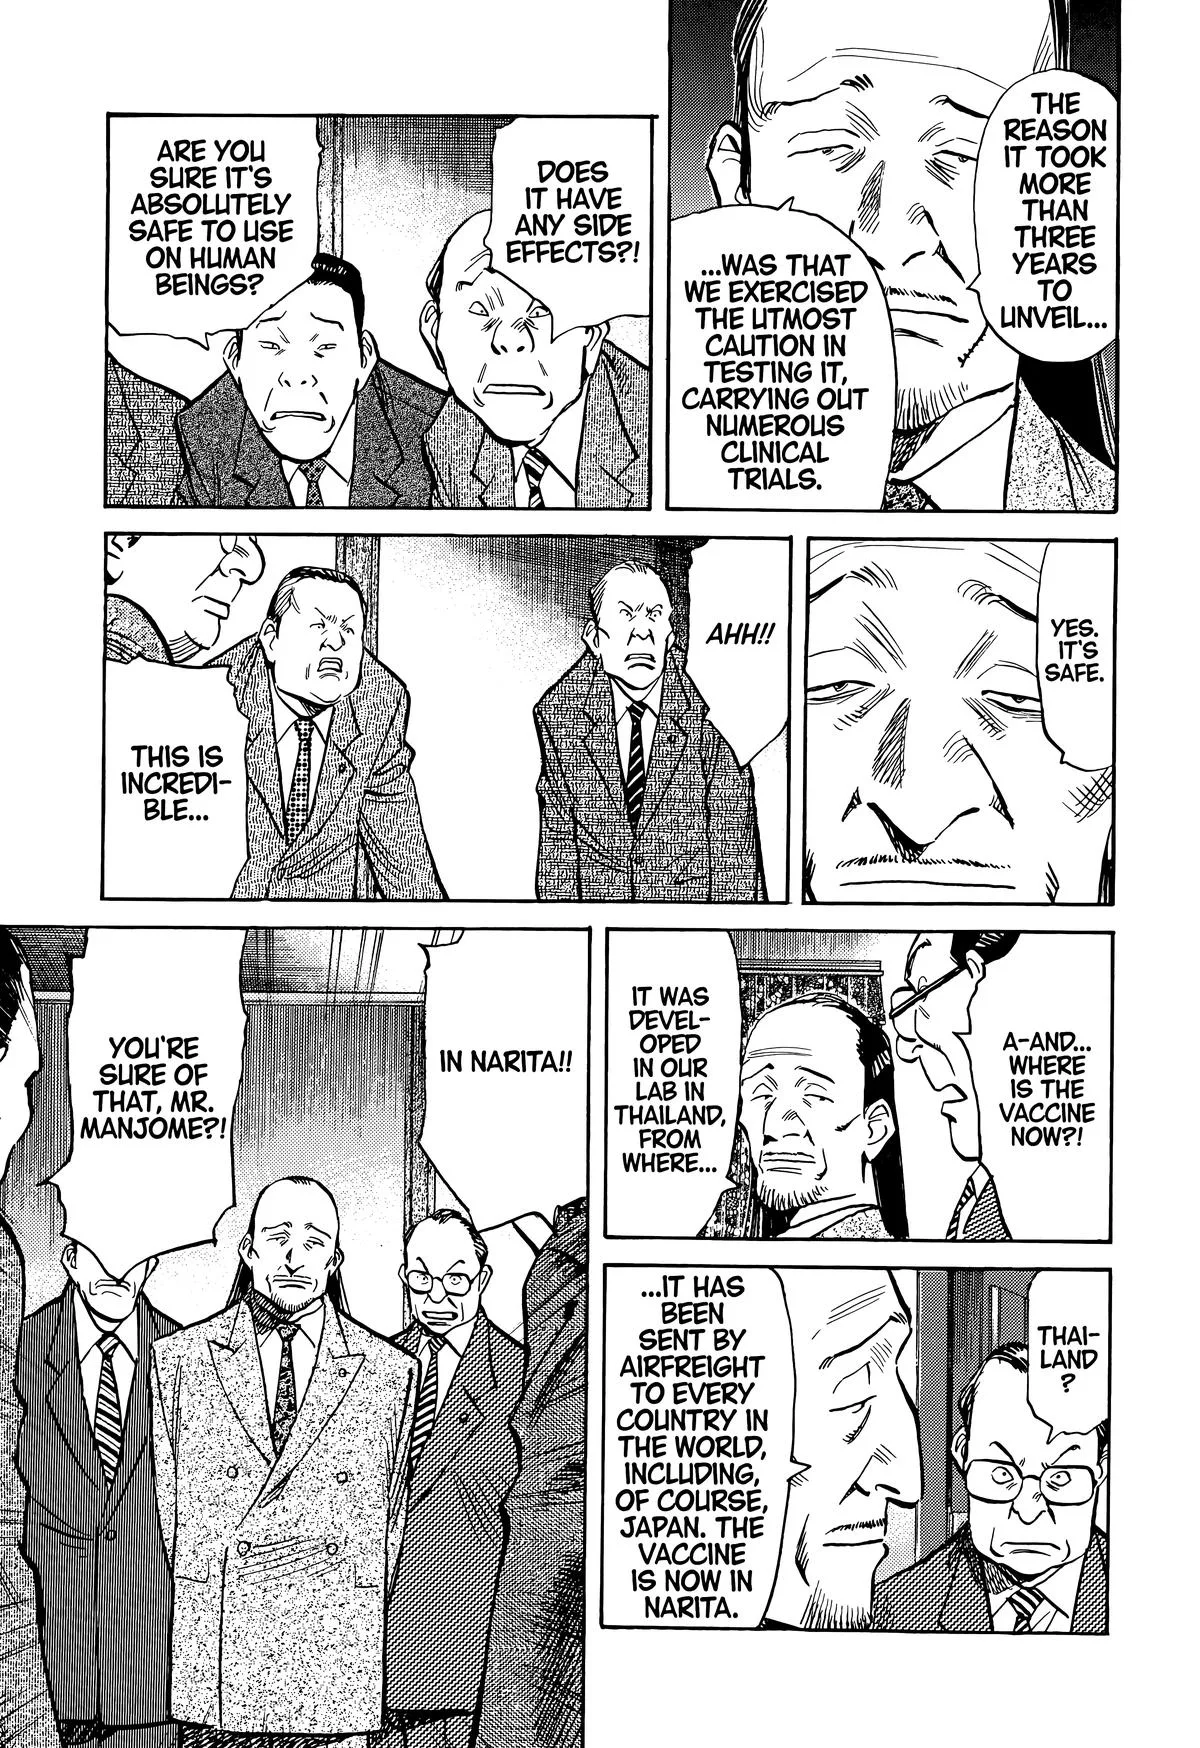 THE
REASON
IT TOOK
MORE
THAN
THREE
YEARS
TO
UNVEIL...
...WAS THAT
WE EXERCISED
THE UTMOST
CAUTION IN
TESTING IT,
CARRYING OUT
NUMEROUS
CLINICAL
TRIALS.
DOES
IT HAVE
ANY SIDE
EFFECTS?!
ARE YOU
SURE IT'S
ABSOLUTELY
SAFE TO USE
ON HUMAN
BEINGS?
YES.
IT'S
SAFE.
AHH!!
THIS IS
INCREDI-
BLE...
A-AND...
WHERE
IS THE
VACCINE
NOW?!
IT WAS
DEVEL-
OPED
IN OUR
LAB IN
THAILAND,
FROM
WHERE...
THAI-
LAND
?
...IT HAS
BEEN
SENT BY
AIRFREIGHT
TO EVERY
COUNTRY IN
THE WORLD,
INCLUDING,
OF COURSE,
JAPAN. THE
VACCINE
IS NOW IN
NARITA.
IN NARITA!!
YOU'RE
SURE OF
THAT, MR.
MANJOME?!